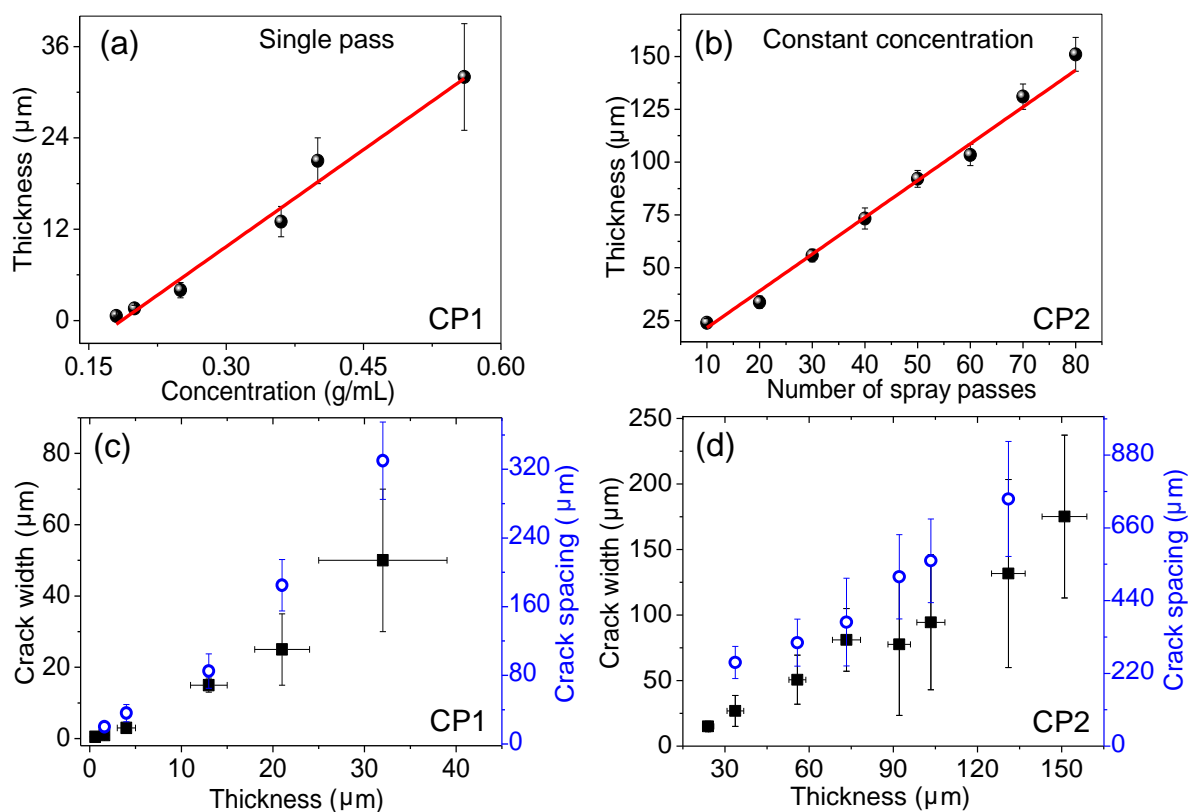 (a) Single pass
Thickness (µm)
36
24
12
0
CP1
0.15 0.30 0.45 0.60
Concentration (g/mL)
(b) Constant concentration
Thickness (µm)
150
125
100
75
50
25
CP2
10 20 30 40 50 60 70 80
Number of spray passes
(c)
Crack width (µm)
80
60
40
20
0
Crack spacing (µm)
320
240
160
80
0
CP1
0 10 20 30 40
Thickness (µm)
(d)
Crack width (µm)
250
200
150
100
50
0
Crack spacing (µm)
880
660
440
220
0
CP2
30 60 90 120 150
Thickness (µm)